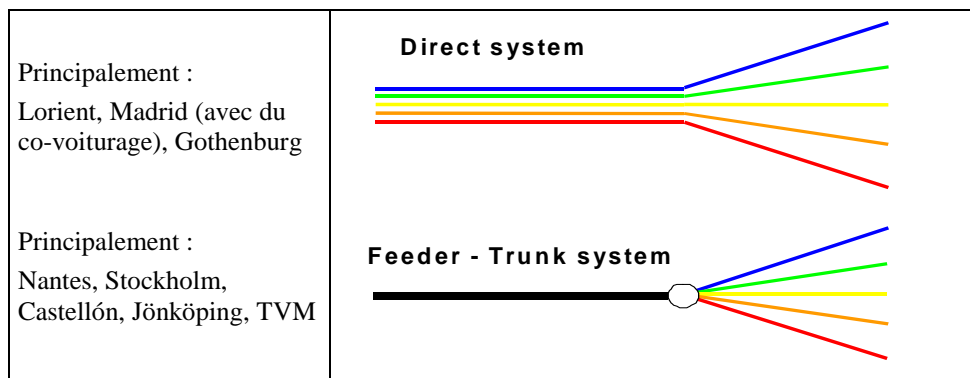 Principalement :
Lorient, Madrid (avec du
co-voiturage), Gothenburg
Direct system
Principalement :
Nantes, Stockholm,
Castellón, Jönköping, TVM
Feeder - Trunk system